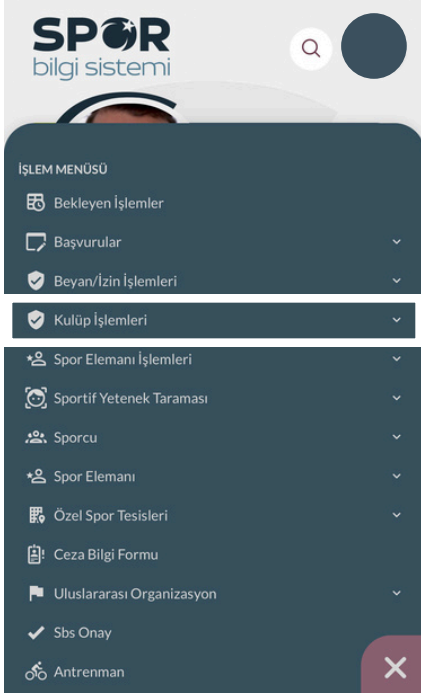 SPOR
bilgi sistemi
İŞLEM MENÜSÜ
Bekleyen İşlemler
Başvurular
Beyan/İzin İşlemleri
Kulüp İşlemleri
Spor Elemanı İşlemleri
Sportif Yetenek Taraması
Sporcu
Spor Elemanı
Özel Spor Tesisleri
Ceza Bilgi Formu
Uluslararası Organizasyon
Sbs Onay
Antrenman